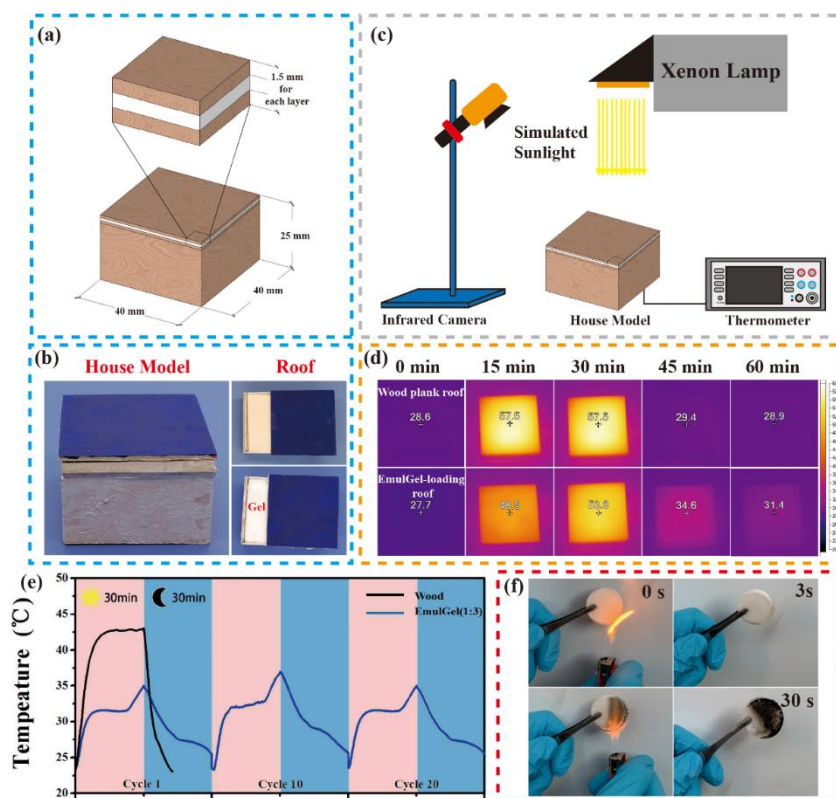 (a)
1.5 mm
for
each layer
25 mm
40 mm
40 mm
(c)
Xenon Lamp
Simulated
Sunlight
Infrared Camera
House Model
Thermometer
(b)
House Model
Roof
Gel
(d)
0 min
15 min
30 min
45 min
60 min
Wood plank roof
28.6
57.5
57.5
29.4
28.9
EmulGel-loading
roof
27.7
34.6
31.4
(e)
Tempeature (℃)
50
45
40
35
30
25
20
30min
30min
Wood
EmulGel(1:3)
Cycle 1
Cycle 10
Cycle 20
(f)
0 s
3s
30 s